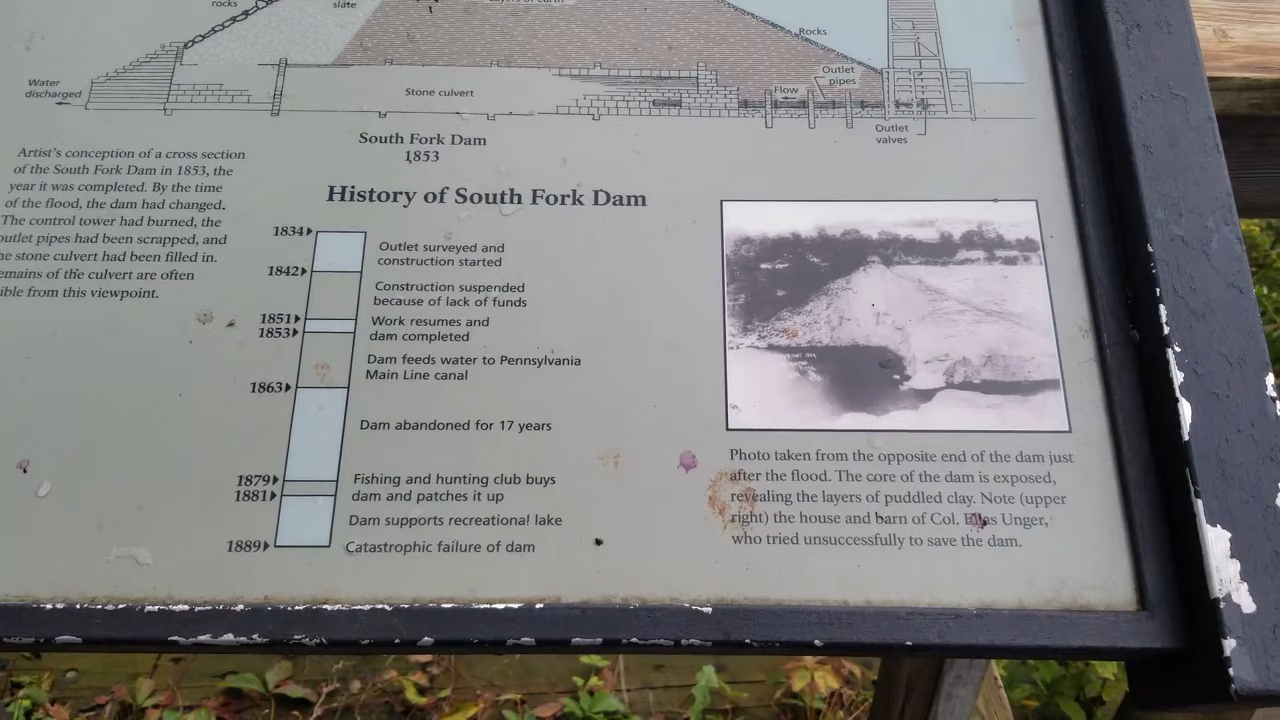 rocks
slate
Rocks
Water
discharged
Stone culvert
Outlet
pipes
Flow
Outlet
valves
South Fork Dam
1853
Artist's conception of a cross section
of the South Fork Dam in 1853, the
year it was completed. By the time
of the flood, the dam had changed.
The control tower had burned, the
outlet pipes had been scrapped, and
he stone culvert had been filled in.
emains of the culvert are often
ible from this viewpoint.
History of South Fork Dam
1834
Outlet surveyed and
construction started
1842
Construction suspended
because of lack of funds
1851
Work resumes and
1853
dam completed
Dam feeds water to Pennsylvania
Main Line canal
1863
Dam abandoned for 17 years
1879
Fishing and hunting club buys
1881
dam and patches it up
Dam supports recreational lake
1889
Catastrophic failure of dam
Photo taken from the opposite end of the dam just
after the flood. The core of the dam is exposed,
revealing the layers of puddled clay. Note (upper
right) the house and barn of Col. Elias Unger,
who tried unsuccessfully to save the dam.